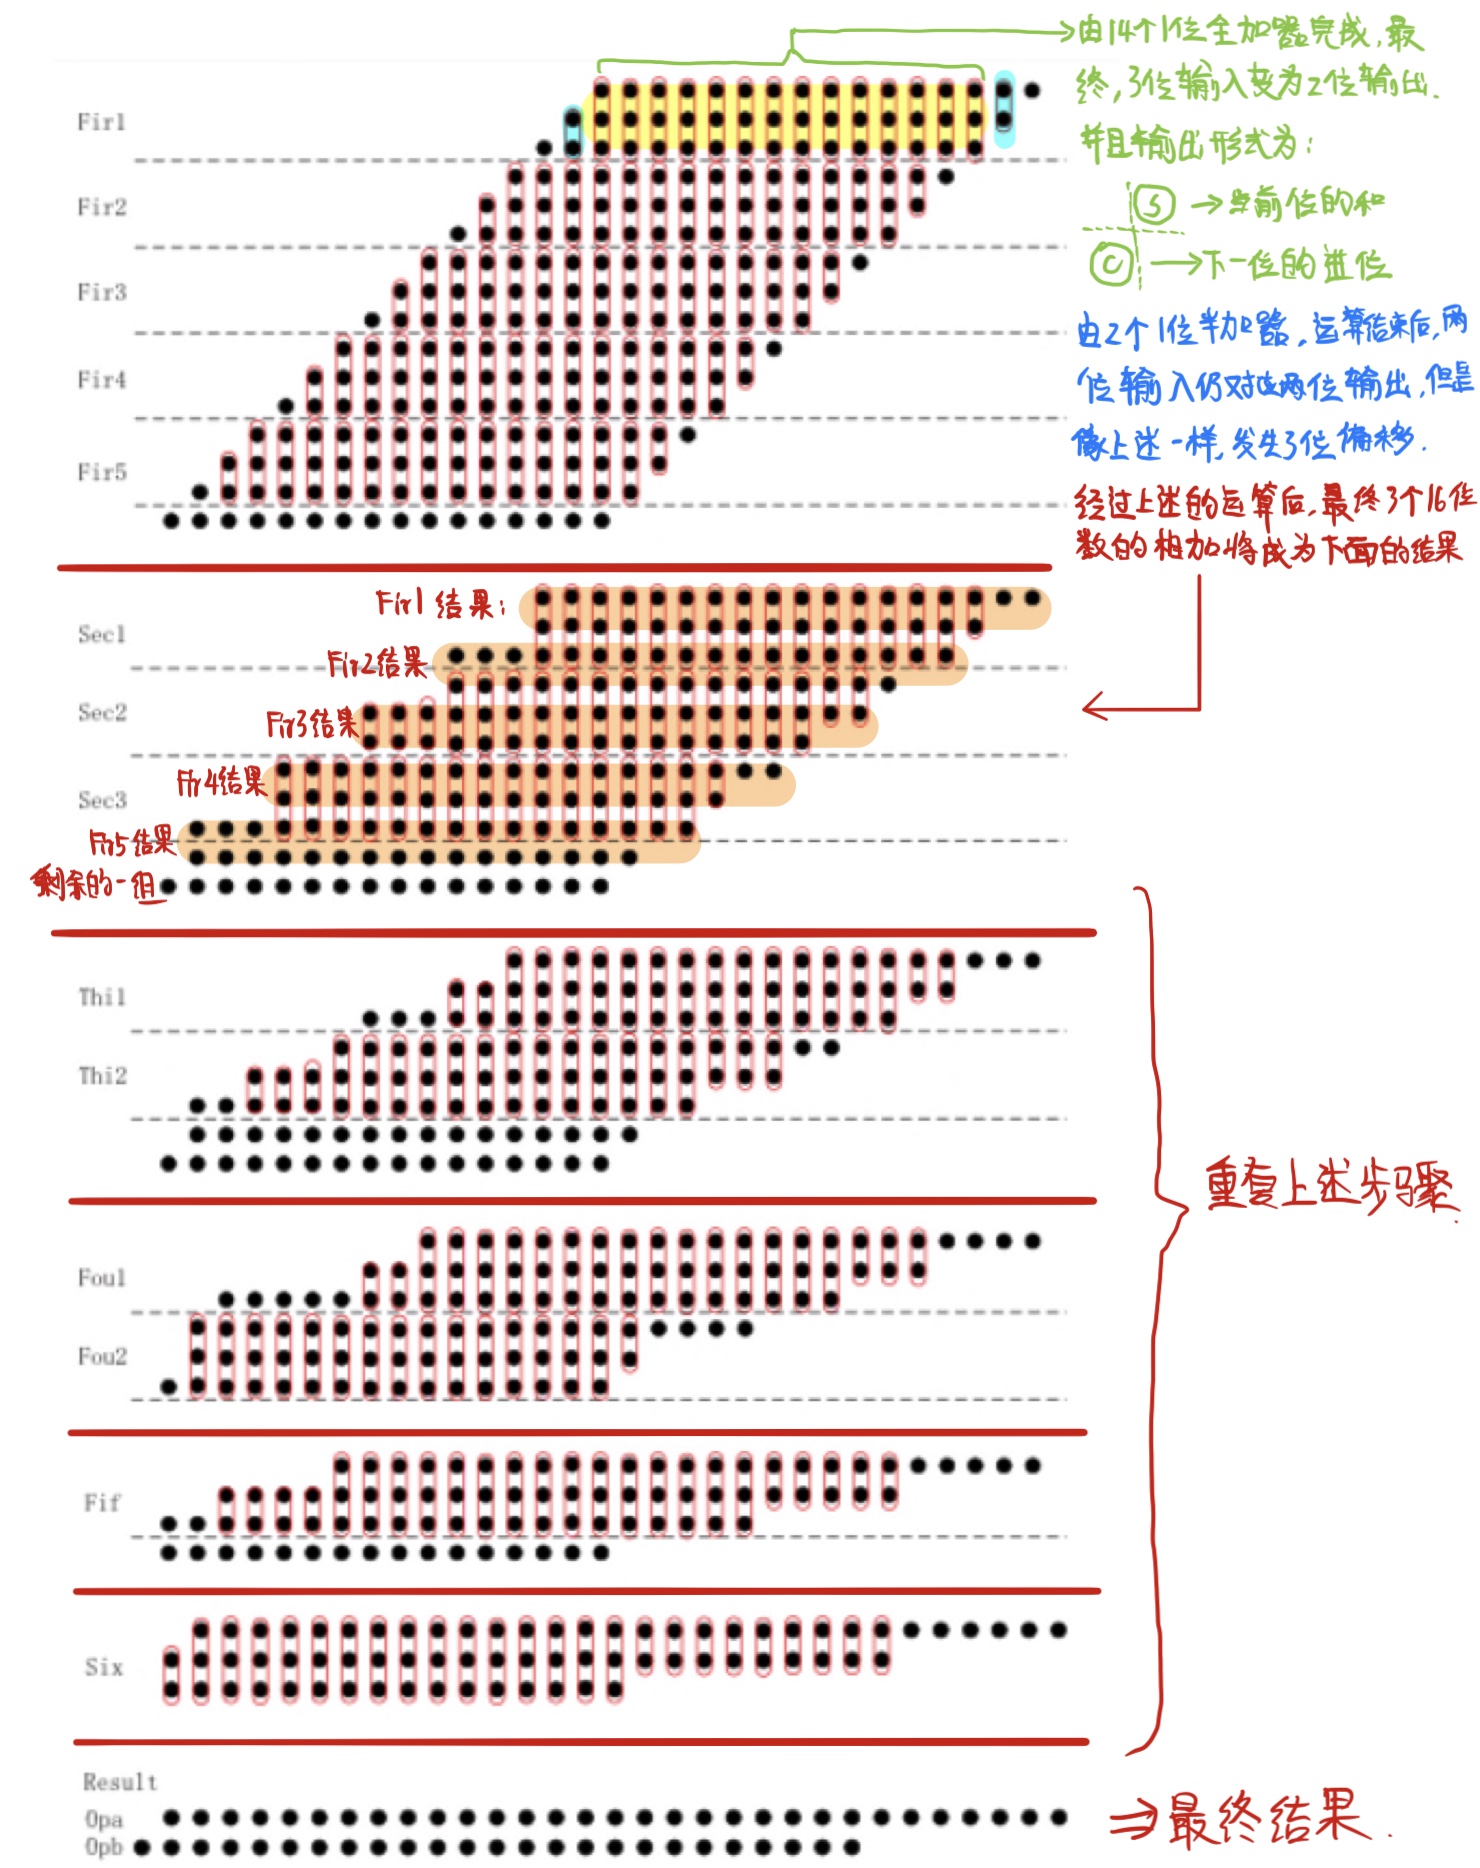 由14个1位全加器完成,最
终,3位输入变为2位输出.
并且输出形式为:
S → 当前位的和
C → 下一位的进位
由2个1位半加器,运算结束后,两
位输入仍对应两位输出,但是
像上述一样,发生了位偏移.
经过上述的运算后,最终3个16位
数的相加将成为下面的结果
Fir1
Fir2
Fir3
Fir4
Fir5
Fir1结果:
Sec1
Fir2结果
Sec2
Fir3结果
Fir4结果
Sec3
Fir5结果
剩余的一组
Thi1
Thi2
重复上述步骤
Fou1
Fou2
Fif
Six
Result
Opa
Opb
⇒最终结果.